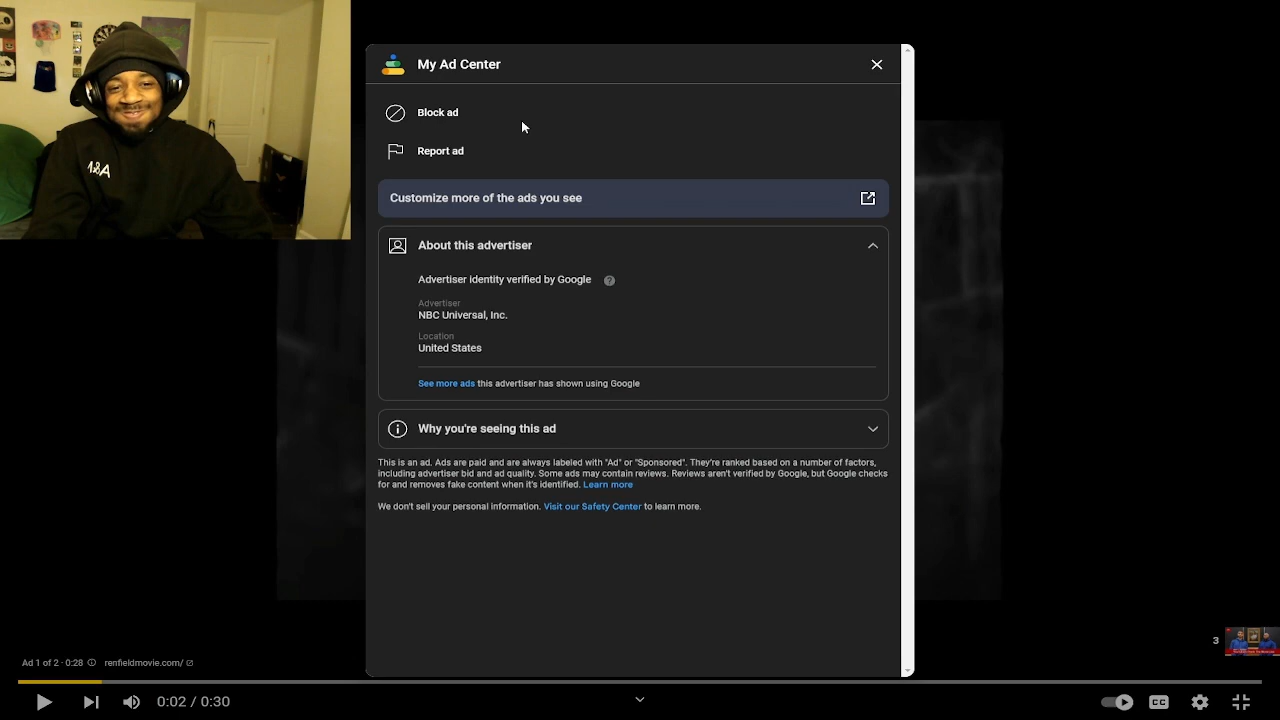 My Ad Center
Block ad
Report ad
Customize more of the ads you see
About this advertiser
Advertiser identity verified by Google
Advertiser
NBC Universal, Inc.
Location
United States
See more ads this advertiser has shown using Google
Why you're seeing this ad
This is an ad. Ads are paid and are always labeled with "Ad" or "Sponsored". They're ranked based on a number of factors,
including advertiser bid and ad quality. Some ads may contain reviews. Reviews aren't verified by Google, but Google checks
for and removes fake content when it's identified. Learn more
We don't sell your personal information. Visit our Safety Center to learn more.
3
Ad 1 of 2 · 0:28 renfieldmovie.com/
0:02 / 0:30
CC